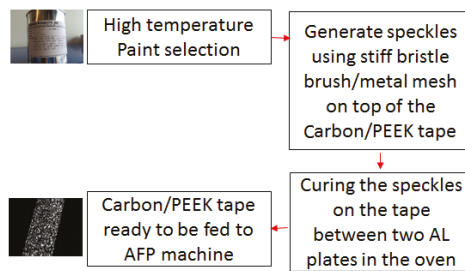 High temperature
Paint selection
Generate speckles
using stiff bristle
brush/metal mesh
on top of the
Carbon/PEEK tape
Curing the speckles
on the tape
between two AL
plates in the oven
Carbon/PEEK tape
ready to be fed to
AFP machine